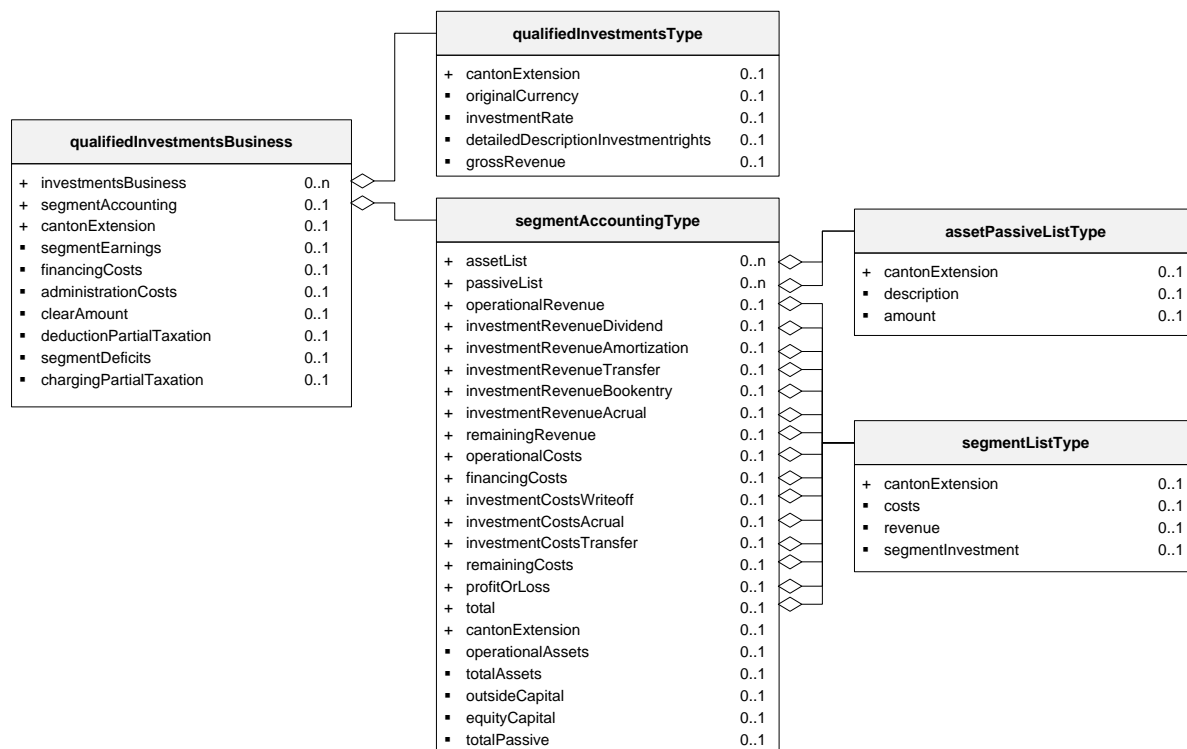 qualifiedInvestmentsType
+ cantonExtension 0..1
▪ originalCurrency 0..1
▪ investmentRate 0..1
▪ detailedDescriptionInvestmentrights 0..1
▪ grossRevenue 0..1
qualifiedInvestmentsBusiness
+ investmentsBusiness 0..n
+ segmentAccounting 0..1
+ cantonExtension 0..1
▪ segmentEarnings 0..1
▪ financingCosts 0..1
▪ administrationCosts 0..1
▪ clearAmount 0..1
▪ deductionPartialTaxation 0..1
▪ segmentDeficits 0..1
▪ chargingPartialTaxation 0..1
segmentAccountingType
+ assetList 0..n
+ passiveList 0..n
+ operationalRevenue 0..1
+ investmentRevenueDividend 0..1
+ investmentRevenueAmortization 0..1
+ investmentRevenueTransfer 0..1
+ investmentRevenueBookentry 0..1
+ investmentRevenueAcrual 0..1
+ remainingRevenue 0..1
+ operationalCosts 0..1
+ financingCosts 0..1
+ investmentCostsWriteoff 0..1
+ investmentCostsAcrual 0..1
+ investmentCostsTransfer 0..1
+ remainingCosts 0..1
+ profitOrLoss 0..1
+ total 0..1
+ cantonExtension 0..1
▪ operationalAssets 0..1
▪ totalAssets 0..1
▪ outsideCapital 0..1
▪ equityCapital 0..1
▪ totalPassive 0..1
assetPassiveListType
+ cantonExtension 0..1
▪ description 0..1
▪ amount 0..1
segmentListType
+ cantonExtension 0..1
▪ costs 0..1
▪ revenue 0..1
▪ segmentInvestment 0..1